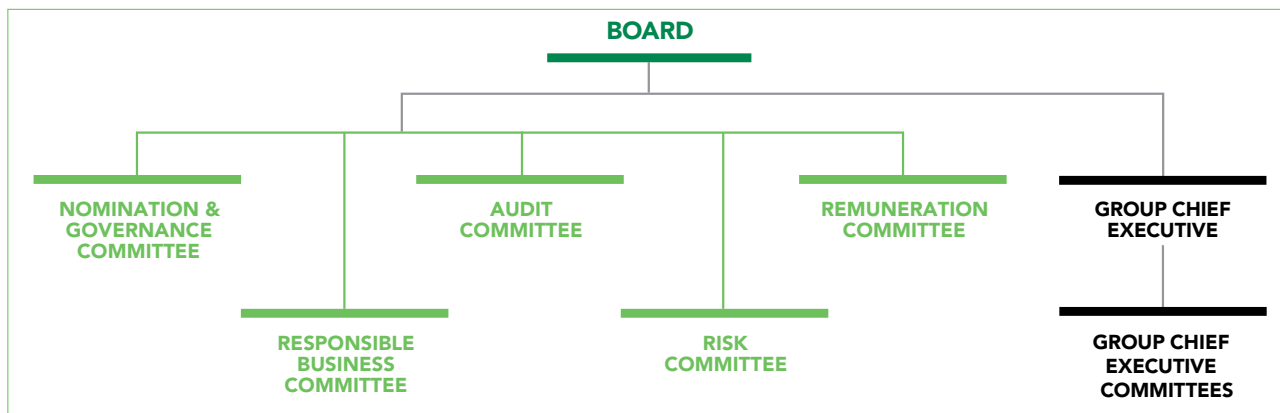 BOARD
NOMINATION &
GOVERNANCE
COMMITTEE
AUDIT
COMMITTEE
REMUNERATION
COMMITTEE
GROUP CHIEF
EXECUTIVE
RESPONSIBLE
BUSINESS
COMMITTEE
RISK
COMMITTEE
GROUP CHIEF
EXECUTIVE
COMMITTEES